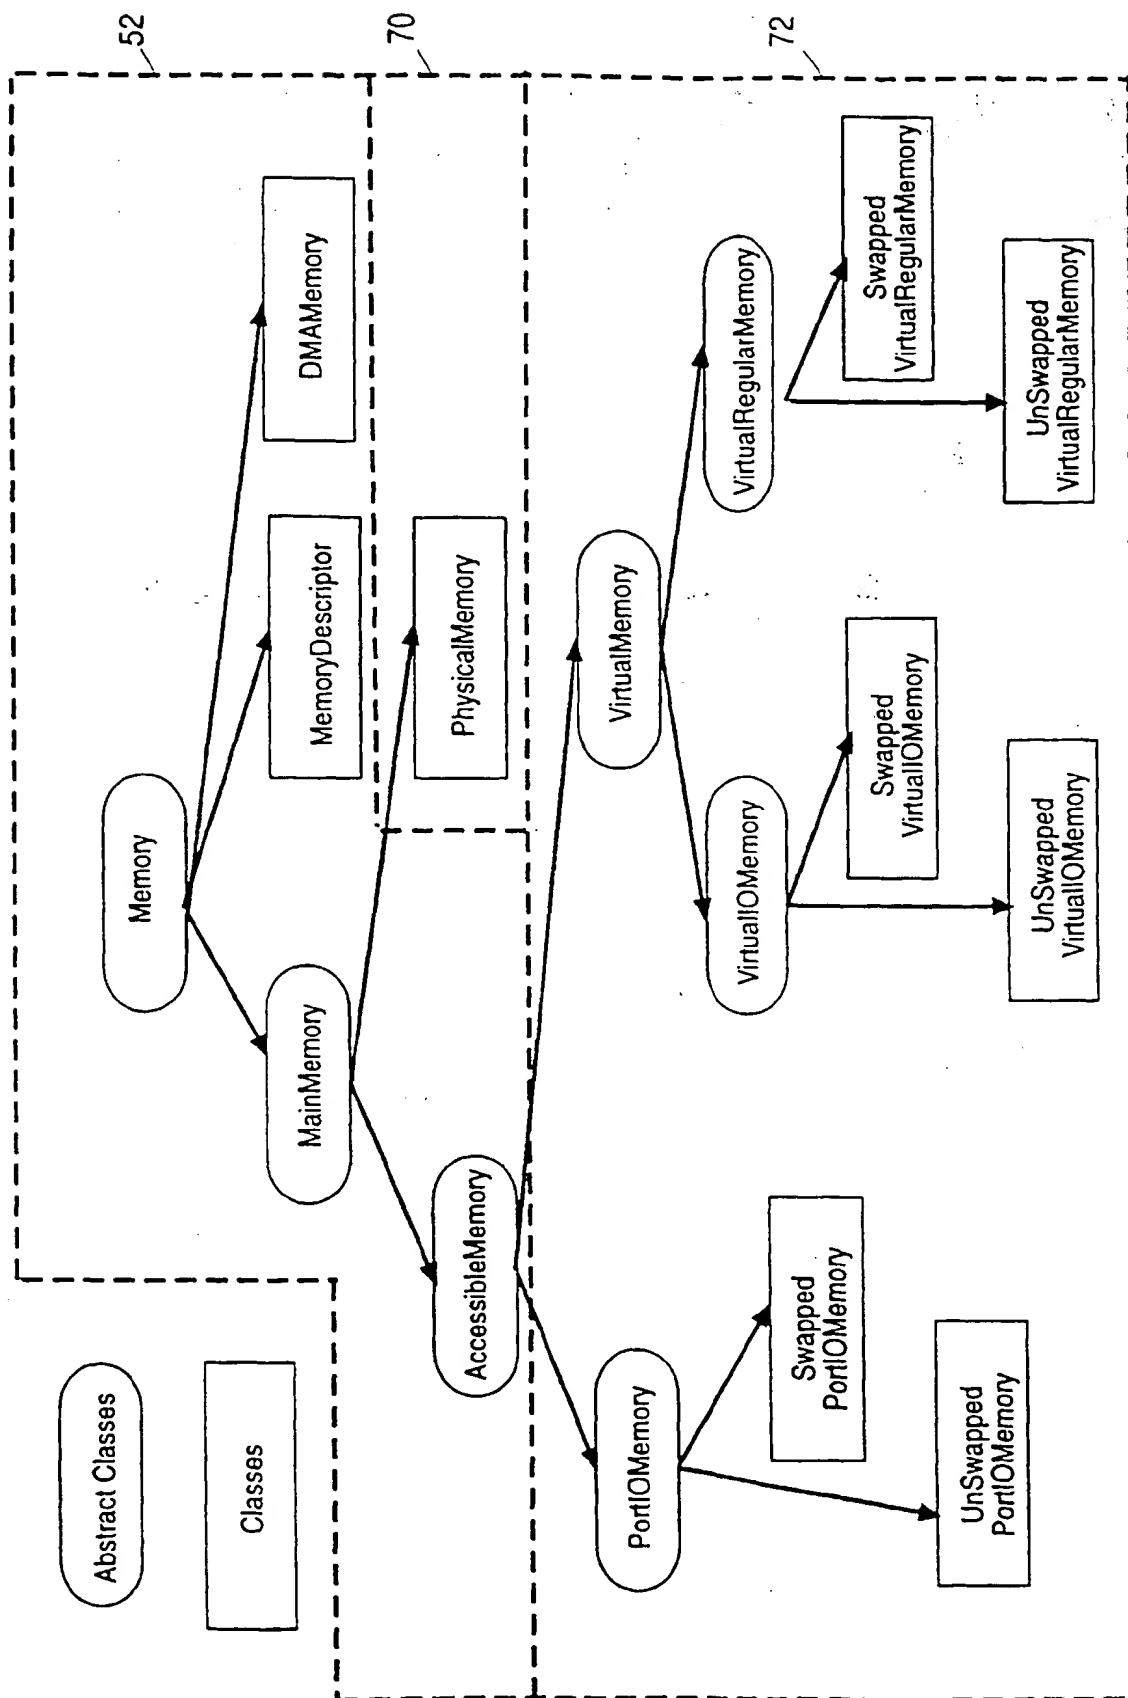 52
70
72
Abstract Classes
Classes
Memory
MainMemory
MemoryDescriptor
DMAMemory
AccessibleMemory
PhysicalMemory
PortIOMemory
VirtualMemory
VirtualIOMemory
VirtualRegularMemory
Swapped
PortIOMemory
Swapped
VirtualIOMemory
Swapped
VirtualRegularMemory
UnSwapped
PortIOMemory
UnSwapped
VirtualIOMemory
UnSwapped
VirtualRegularMemory